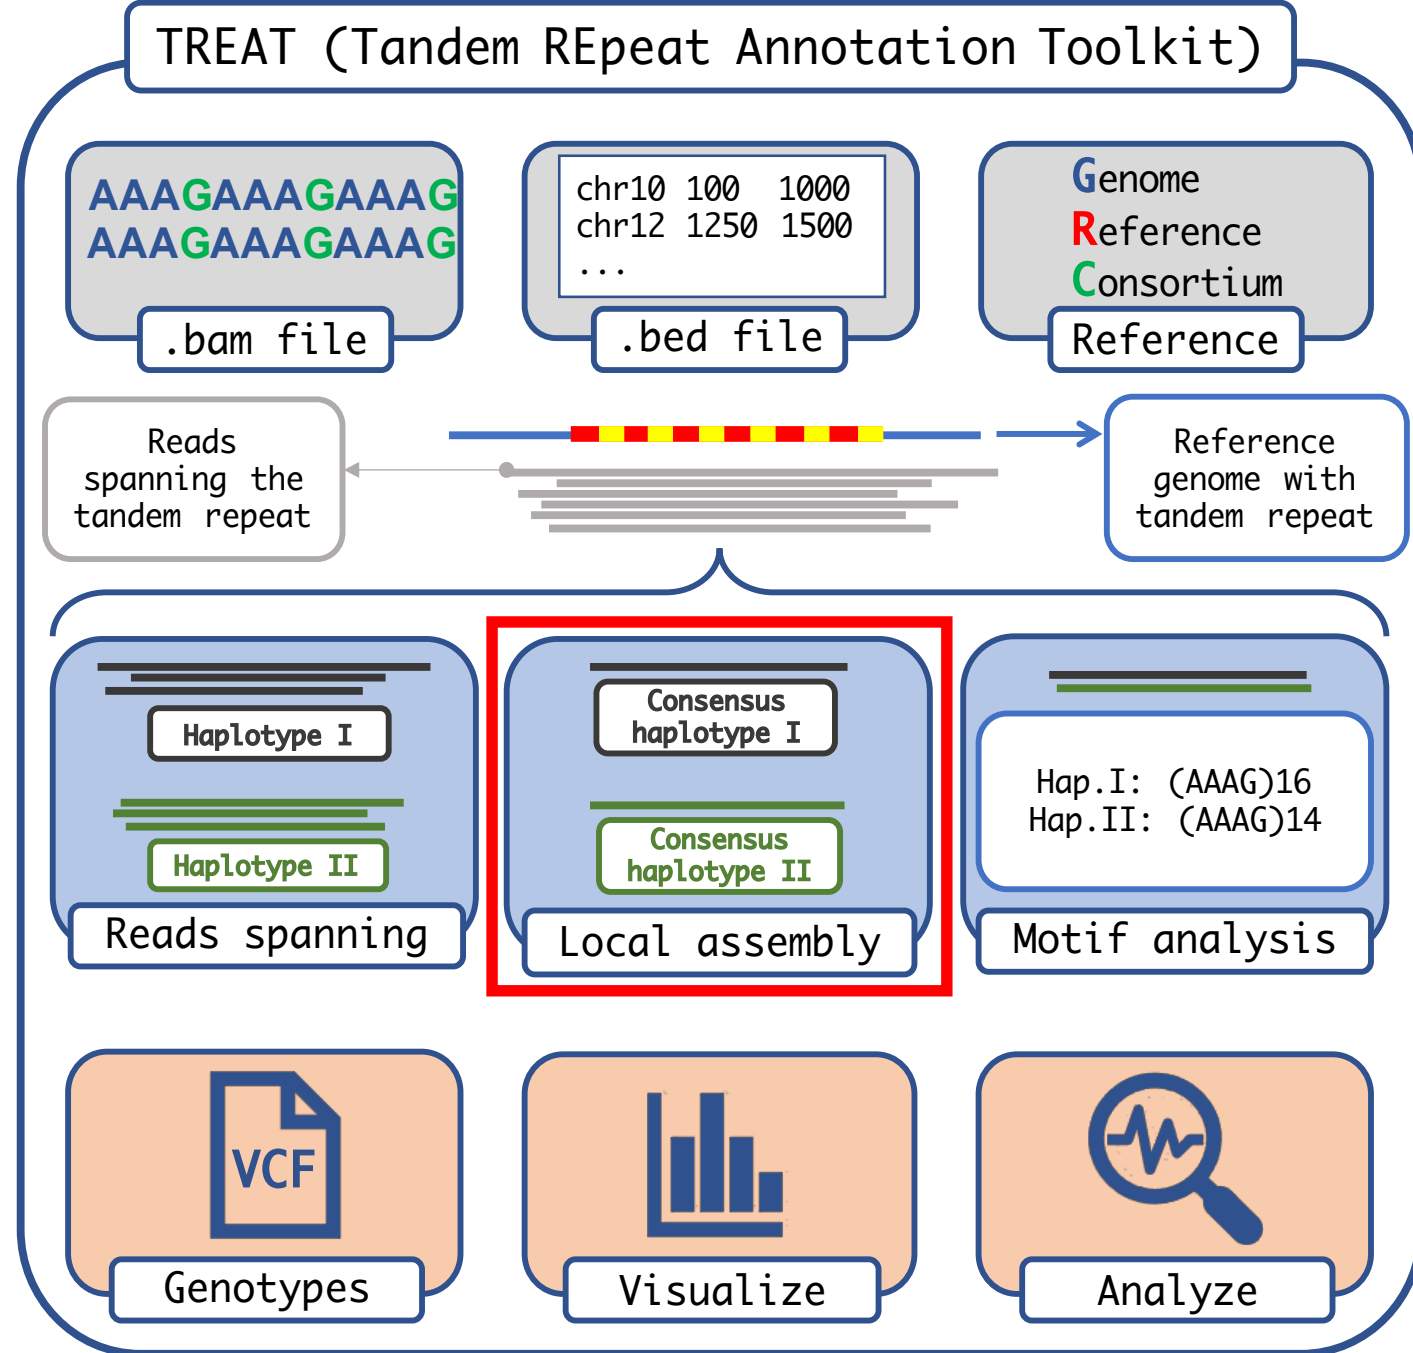 TREAT (Tandem REpeat Annotation Toolkit)
AAAGAAAGAAAG
AAAGAAAGAAAG
.bam file
chr10 100 1000
chr12 1250 1500
...
.bed file
Genome
Reference
Consortium
Reference
Reads
spanning the
tandem repeat
Reference
genome with
tandem repeat
Haplotype I
Haplotype II
Reads spanning
Consensus
haplotype I
Consensus
haplotype II
Local assembly
Hap.I: (AAAG)16
Hap.II: (AAAG)14
Motif analysis
VCF
Genotypes
Visualize
Analyze